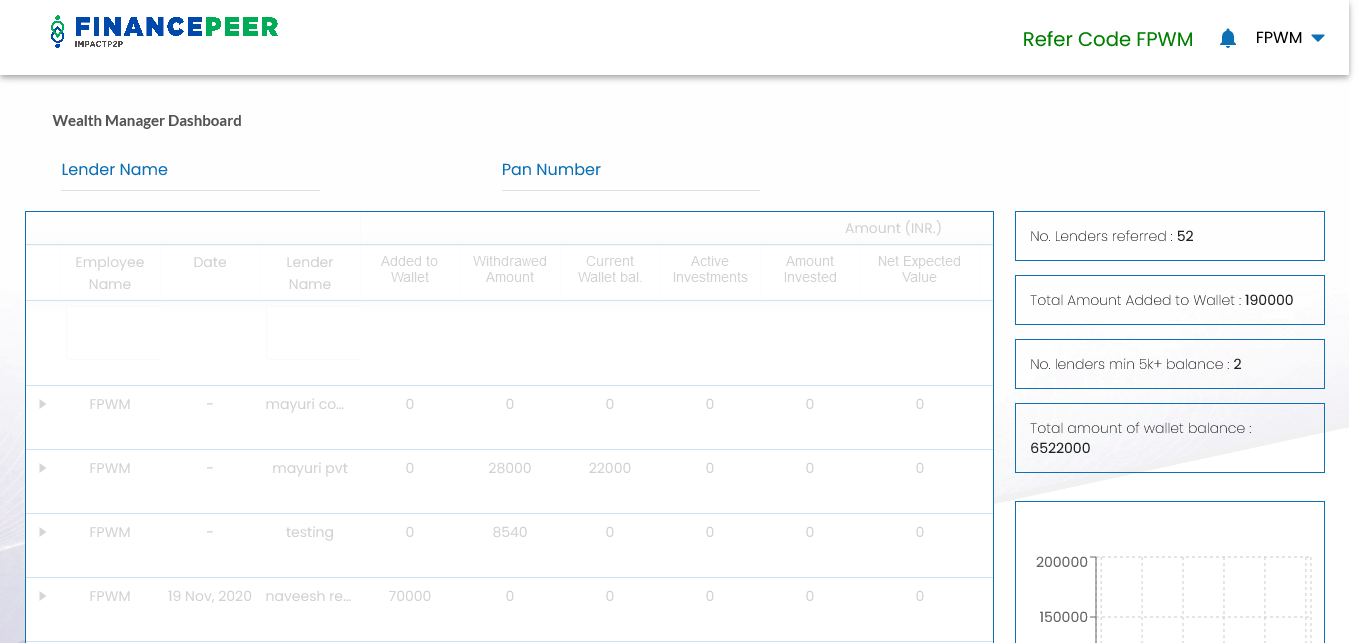 FINANCEPEER
IMPACTP2P
Refer Code FPWM
FPWM
Wealth Manager Dashboard
Lender Name
Pan Number
Amount (INR.)
Employee Name
Date
Lender Name
Added to Wallet
Withdrawed Amount
Current Wallet bal.
Active Investments
Amount Invested
Net Expected Value
FPWM - mayuri co... 0 0 0 0 0 0
FPWM - mayuri pvt 0 28000 22000 0 0 0
FPWM - testing 0 8540 0 0 0 0
FPWM 19 Nov, 2020 naveesh re... 70000 0 0 0 0 0
No. Lenders referred : 52
Total Amount Added to Wallet : 190000
No. lenders min 5k+ balance : 2
Total amount of wallet balance :
6522000
200000
150000